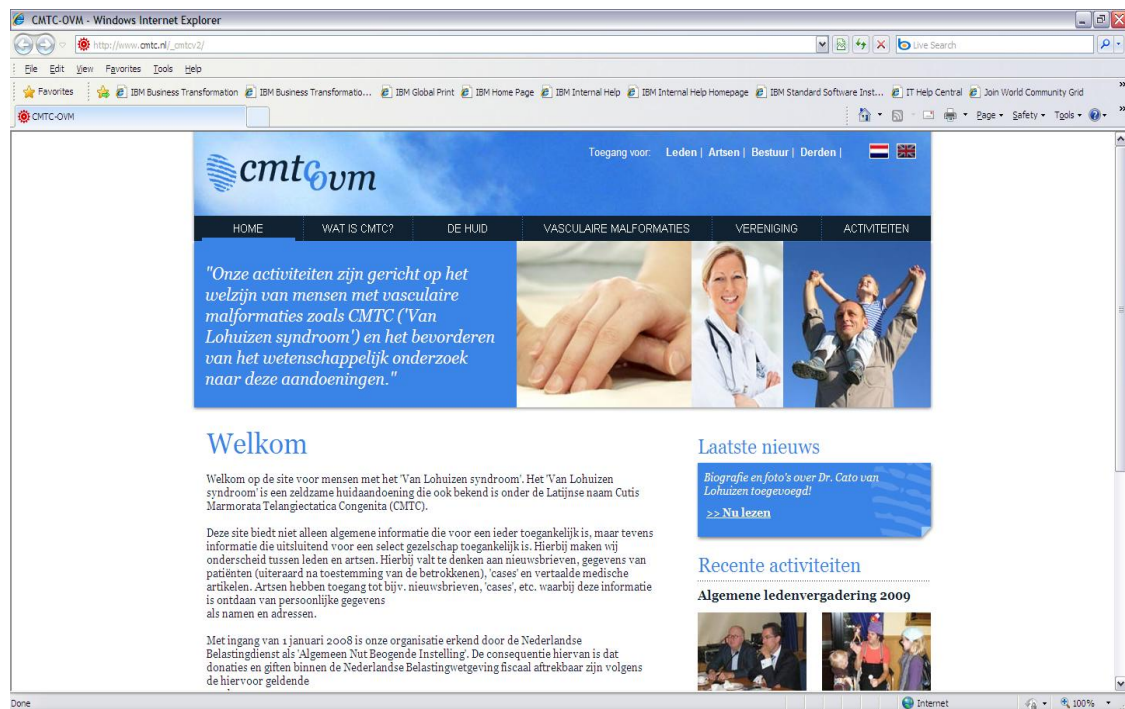 CMTC-OVM - Windows Internet Explorer
http://www.cmtc.nl/_cmtcv2/
Live Search
File Edit View Favorites Tools Help
Favorites IBM Business Transformation IBM Business Transformatio... IBM Global Print IBM Home Page IBM Internal Help IBM Internal Help Homepage IBM Standard Software Inst... IT Help Central Join World Community Grid
CMTC-OVM
Page Safety Tools
cmtc ovm
Toegang voor: Leden | Artsen | Bestuur | Derden |
HOME WAT IS CMTC? DE HUID VASCULAIRE MALFORMATIES VERENIGING ACTIVITEITEN
"Onze activiteiten zijn gericht op het
welzijn van mensen met vasculaire
malformaties zoals CMTC ('Van
Lohuizen syndroom') en het bevorderen
van het wetenschappelijk onderzoek
naar deze aandoeningen."
Welkom
Welkom op de site voor mensen met het 'Van Lohuizen syndroom'. Het 'Van Lohuizen
syndroom' is een zeldzame huidaandoening die ook bekend is onder de Latijnse naam Cutis
Marmorata Telangiectatica Congenita (CMTC).
Deze site biedt niet alleen algemene informatie die voor een ieder toegankelijk is, maar tevens
informatie die uitsluitend voor een select gezelschap toegankelijk is. Hierbij maken wij
onderscheid tussen leden en artsen. Hierbij valt te denken aan nieuwsbrieven, gegevens van
patiënten (uiteraard na toestemming van de betrokkenen), 'cases' en vertaalde medische
artikelen. Artsen hebben toegang tot bijv. nieuwsbrieven, 'cases', etc. waarbij deze informatie
is ontdaan van persoonlijke gegevens
als namen en adressen.
Met ingang van 1 januari 2008 is onze organisatie erkend door de Nederlandse
Belastingdienst als 'Algemeen Nut Beogende Instelling'. De consequentie hiervan is dat
donaties en giften binnen de Nederlandse Belastingwetgeving fiscaal aftrekbaar zijn volgens
de hiervoor geldende
Laatste nieuws
Biografie en foto's over Dr. Cato van
Lohuizen toegevoegd!
>> Nu lezen
Recente activiteiten
Algemene ledenvergadering 2009
Done Internet 100%